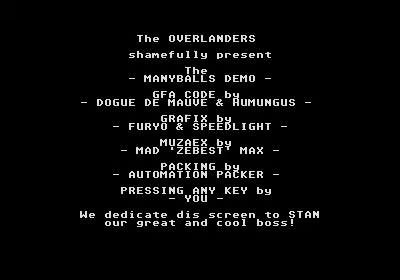 The OVERLANDERS
shamefully present
The
- MANYBALLS DEMO -
GFA CODE by
- DOGUE DE MAUVE & HUMUNGUS -
GRAFIX by
- FURYO & SPEEDLIGHT -
MUZAEX by
- MAD 'ZEBEST' MAX -
PACKING by
- AUTOMATION PACKER -
PRESSING ANY KEY by
- YOU -
We dedicate dis screen to STAN
our great and cool boss!